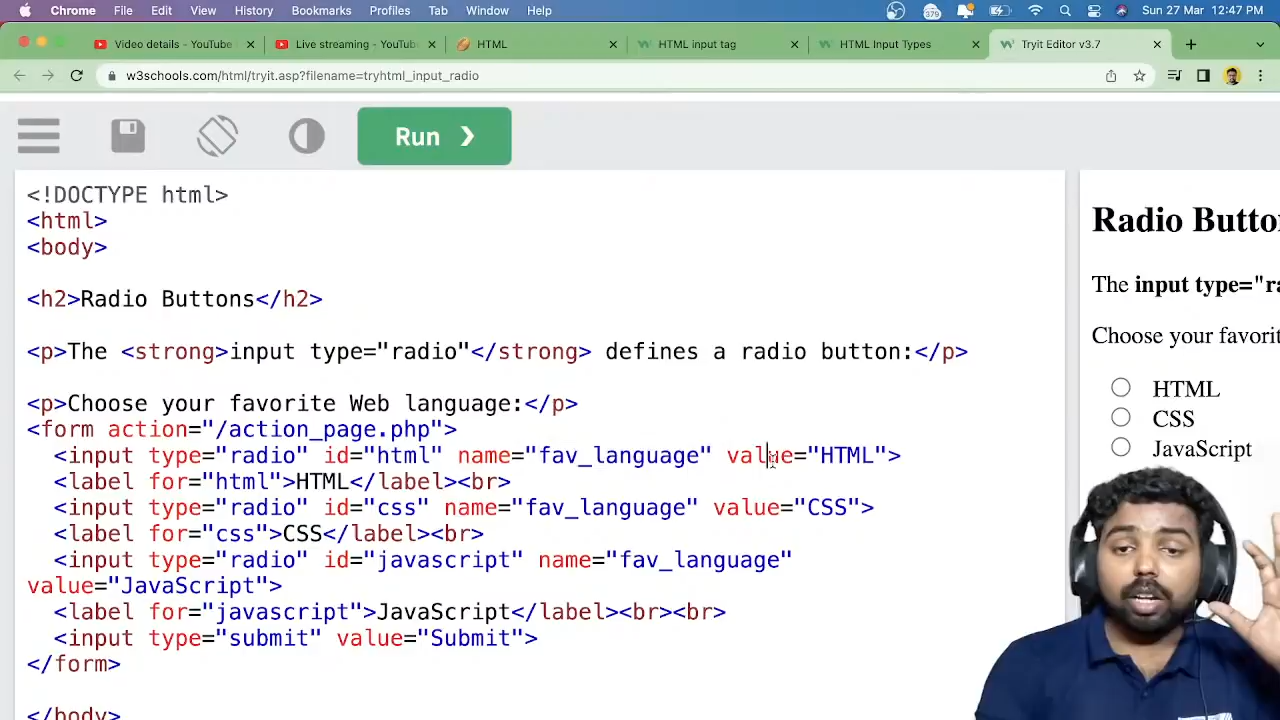 Chrome File Edit View History Bookmarks Profiles Tab Window Help 379 Sun 27 Mar 12:47 PM
Video details - YouTube Live streaming - YouTub HTML HTML input tag HTML Input Types Tryit Editor v3.7
w3schools.com/html/tryit.asp?filename=tryhtml_input_radio
Run ❯
<!DOCTYPE html>
<html>
<body>
<h2>Radio Buttons</h2>
<p>The <strong>input type="radio"</strong> defines a radio button:</p>
<p>Choose your favorite Web language:</p>
<form action="/action_page.php">
<input type="radio" id="html" name="fav_language" value="HTML">
<label for="html">HTML</label><br>
<input type="radio" id="css" name="fav_language" value="CSS">
<label for="css">CSS</label><br>
<input type="radio" id="javascript" name="fav_language"
value="JavaScript">
<label for="javascript">JavaScript</label><br><br>
<input type="submit" value="Submit">
</form>
</body>
Radio Butto
The input type="ra
Choose your favorit
HTML
CSS
JavaScript